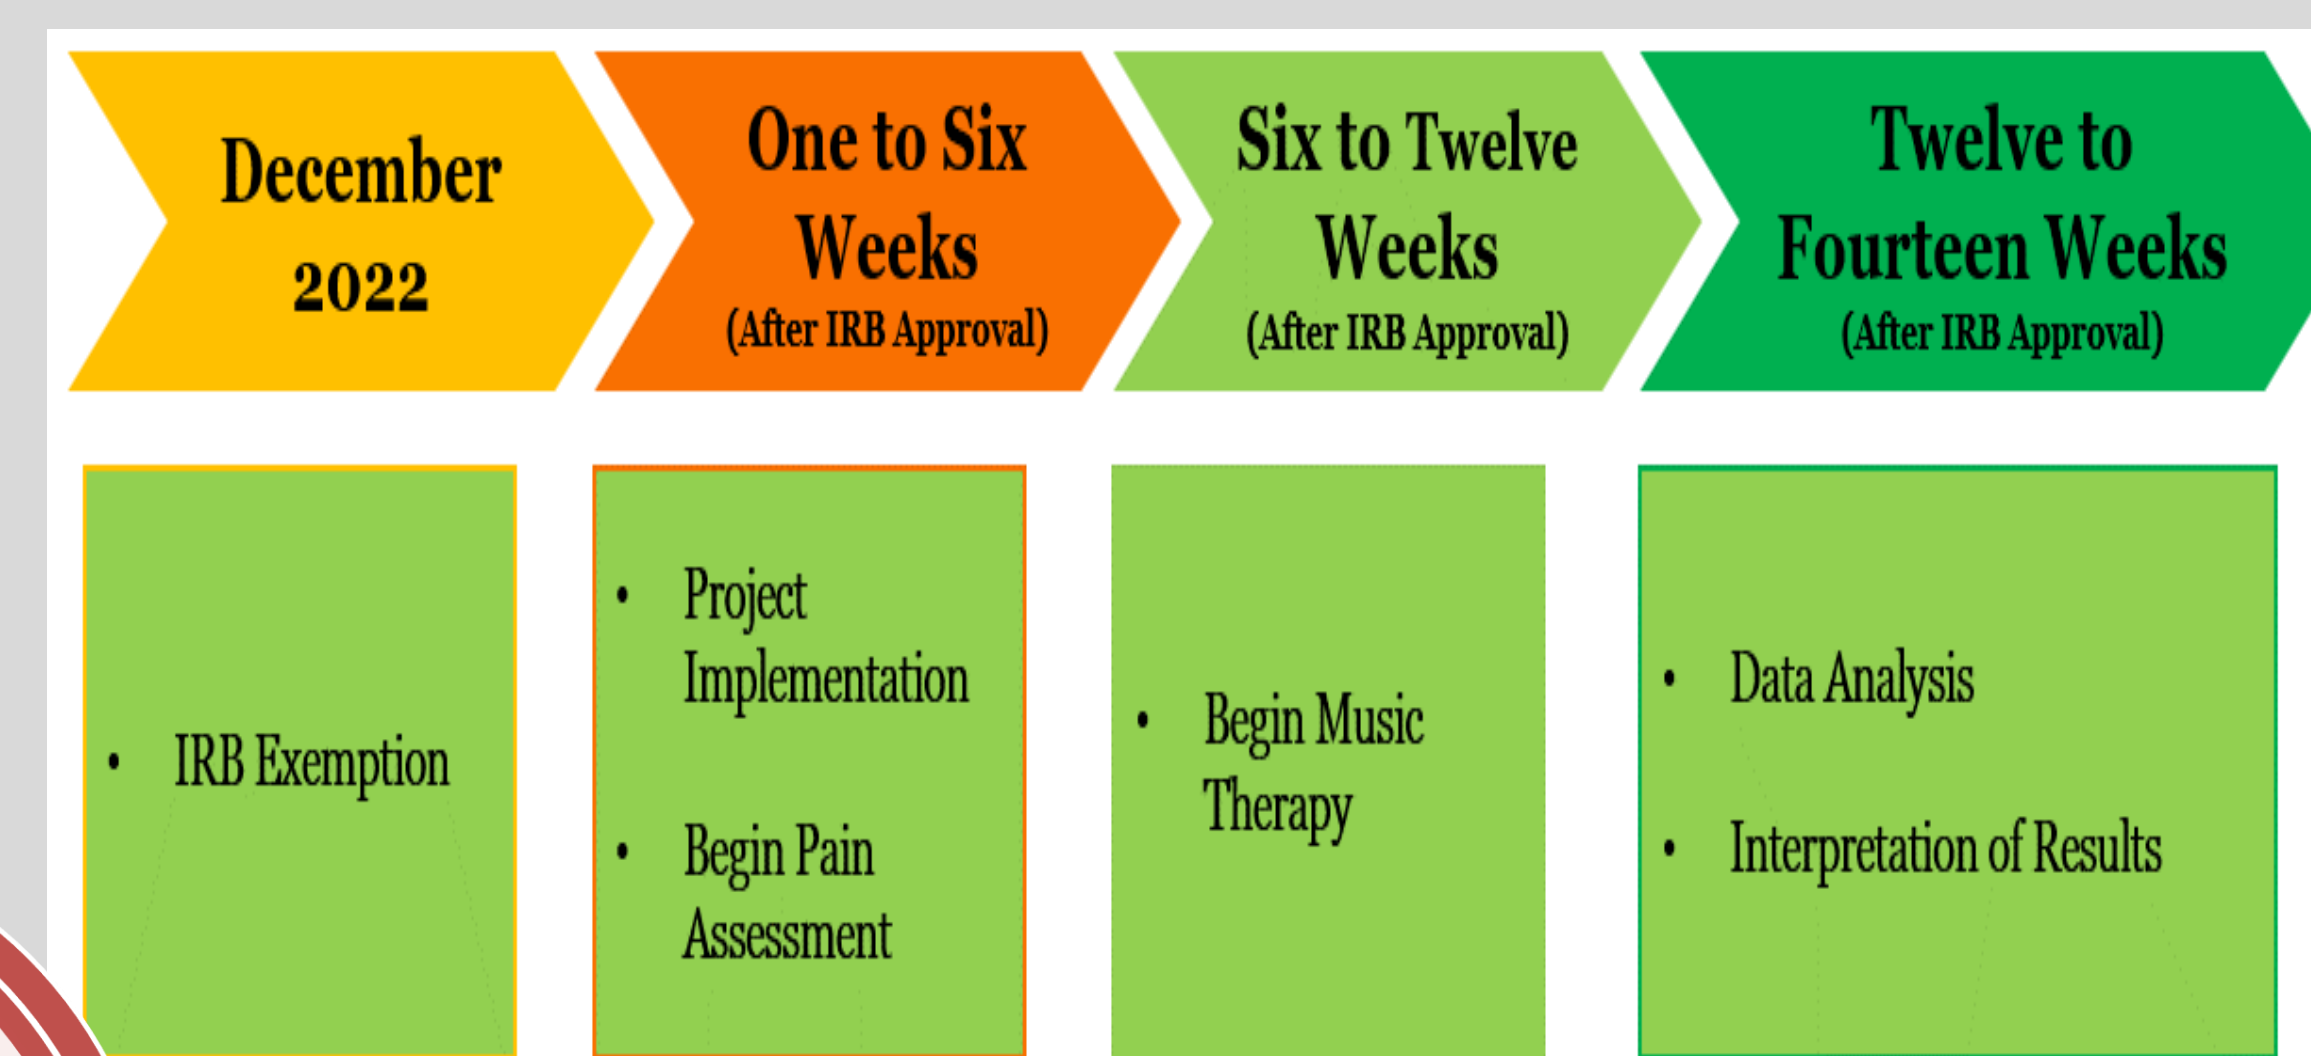 December
2022
One to Six
Weeks
(After IRB Approval)
Six to Twelve
Weeks
(After IRB Approval)
Twelve to
Fourteen Weeks
(After IRB Approval)
• IRB Exemption
• Project
Implementation
• Begin Pain
Assessment
• Begin Music
Therapy
• Data Analysis
• Interpretation of Results